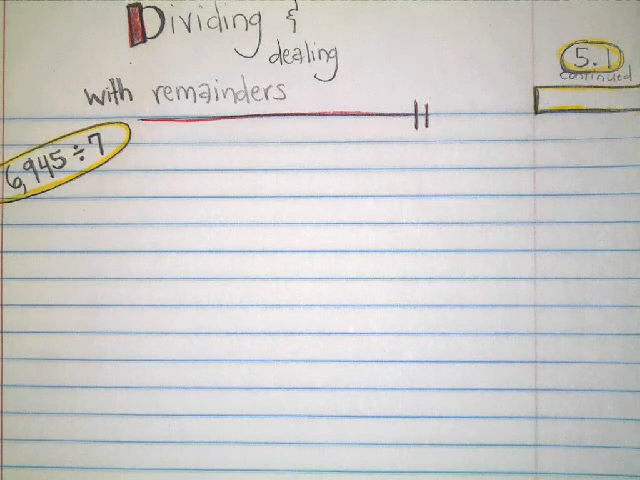 Dividing &
dealing
with remainders
5.1
continued
6,945 ÷ 7